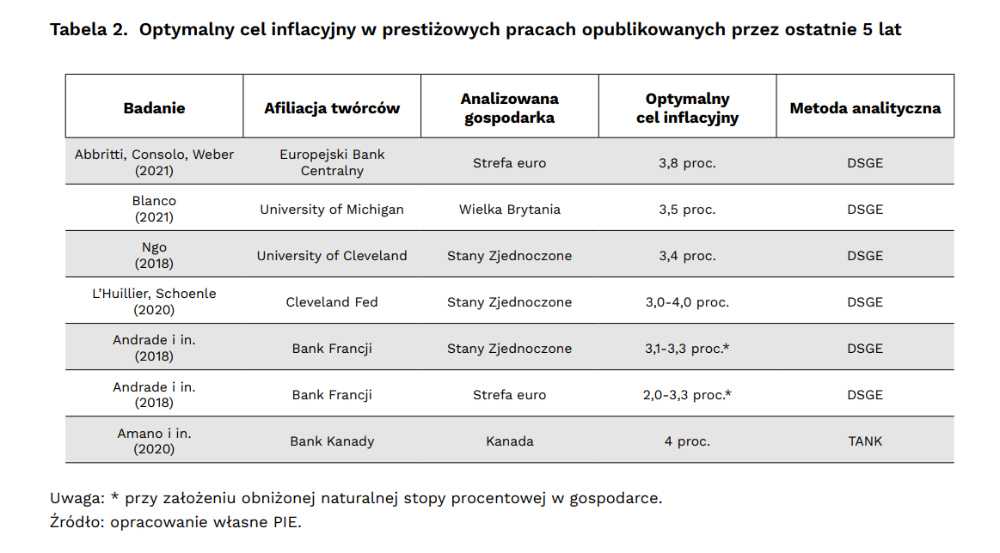 Tabela 2. Optymalny cel inflacyjny w prestiżowych pracach opublikowanych przez ostatnie 5 lat
Badanie
Afiliacja twórców
Analizowana
gospodarka
Optymalny
cel inflacyjny
Metoda analityczna
Abbritti, Consolo, Weber
(2021)
Europejski Bank
Centralny
Strefa euro
3,8 proc.
DSGE
Blanco
(2021)
University of Michigan
Wielka Brytania
3,5 proc.
DSGE
Ngo
(2018)
University of Cleveland
Stany Zjednoczone
3,4 proc.
DSGE
L’Huillier, Schoenle
(2020)
Cleveland Fed
Stany Zjednoczone
3,0-4,0 proc.
DSGE
Andrade i in.
(2018)
Bank Francji
Stany Zjednoczone
3,1-3,3 proc.*
DSGE
Andrade i in.
(2018)
Bank Francji
Strefa euro
2,0-3,3 proc.*
DSGE
Amano i in.
(2020)
Bank Kanady
Kanada
4 proc.
TANK
Uwaga: * przy założeniu obniżonej naturalnej stopy procentowej w gospodarce.
Źródło: opracowanie własne PIE.